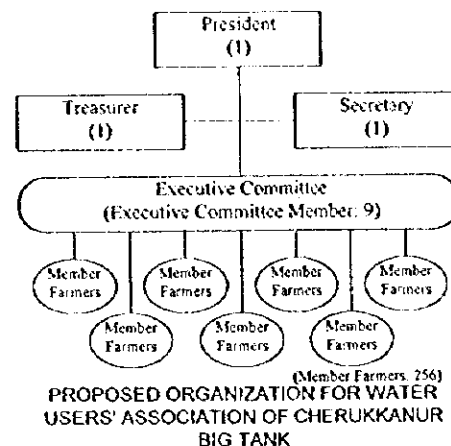 President
(1)
Treasurer
(1)
Secretary
(1)
Executive Committee
(Executive Committee Member: 9)
Member
Farmers
Member
Farmers
Member
Farmers
Member
Farmers
Member
Farmers
Member
Farmers
Member
Farmers
(Member Farmers: 256)
PROPOSED ORGANIZATION FOR WATER
USERS' ASSOCIATION OF CHERUKKANUR
BIG TANK